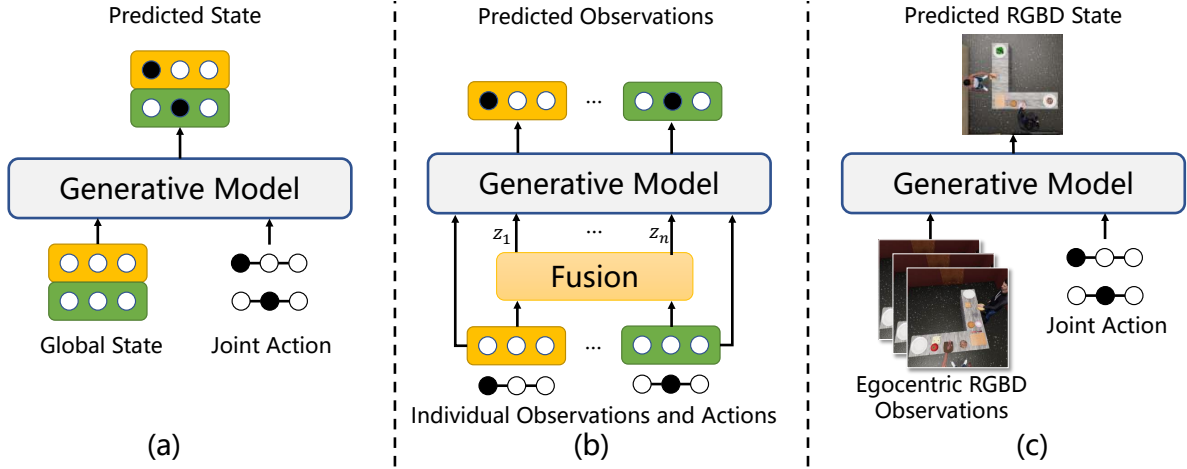 Predicted State
Generative Model
Global State
Joint Action
(a)
Predicted Observations
...
Generative Model
z₁
...
zₙ
Fusion
...
Individual Observations and Actions
(b)
Predicted RGBD State
Generative Model
Joint Action
Egocentric RGBD
Observations
(c)